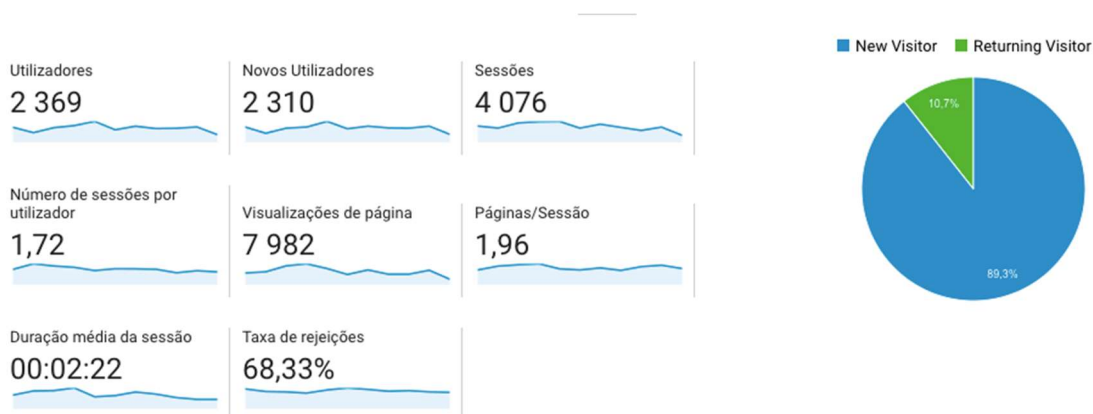 Utilizadores
2 369
Novos Utilizadores
2 310
Sessões
4 076
Número de sessões por
utilizador
1,72
Visualizações de página
7 982
Páginas/Sessão
1,96
Duração média da sessão
00:02:22
Taxa de rejeições
68,33%
New Visitor
Returning Visitor
10,7%
89,3%